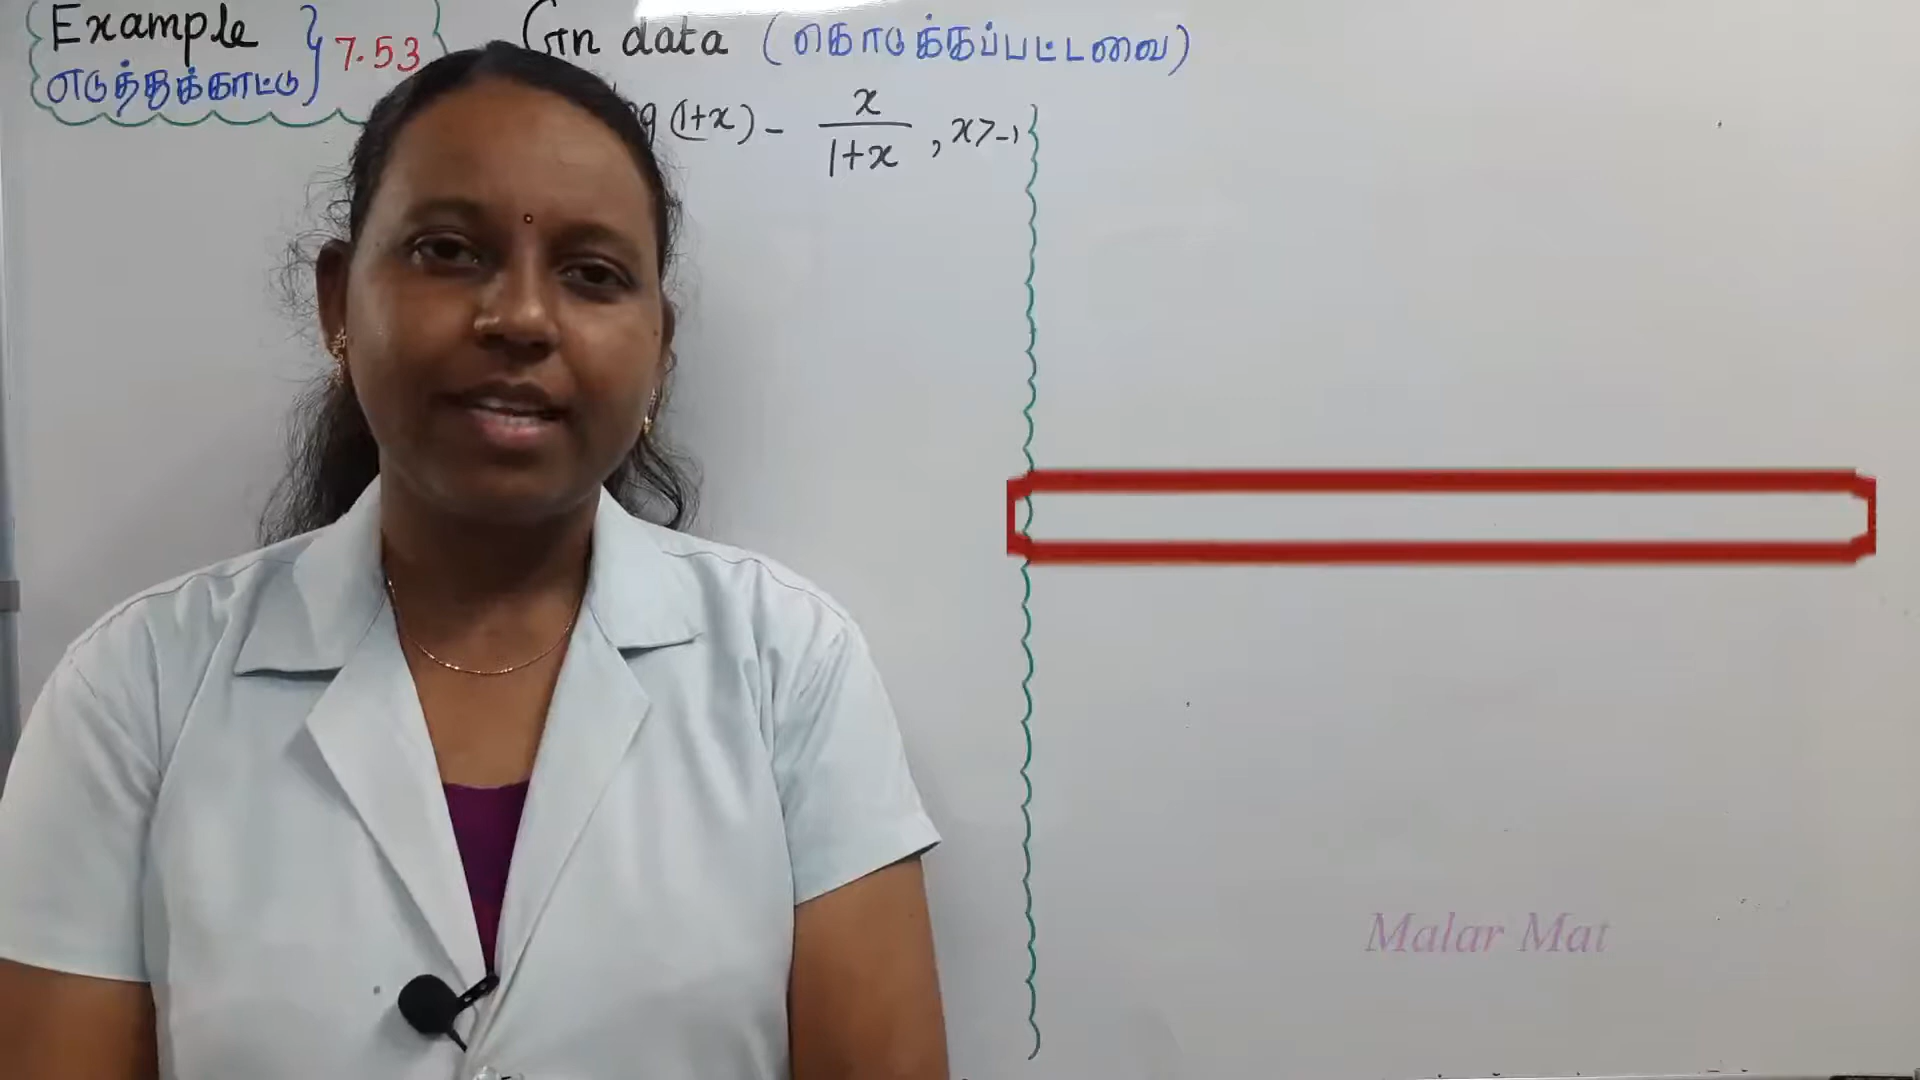 Example
எடுத்துக்காட்டு } 7.53
Gn data (கொடுக்கப்பட்டவை)
(1+x) - x/(1+x) , x>-1
Malar Mat